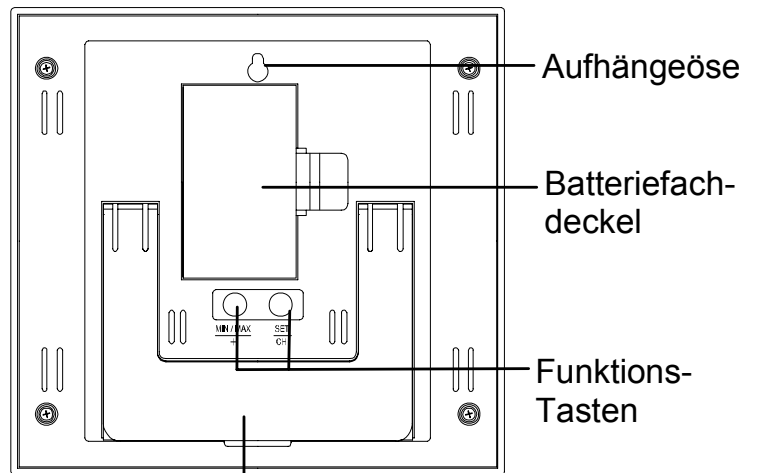 Aufhängeöse
Batteriefach-
deckel
MIN / MAX SET
+ CH
Funktions-
Tasten